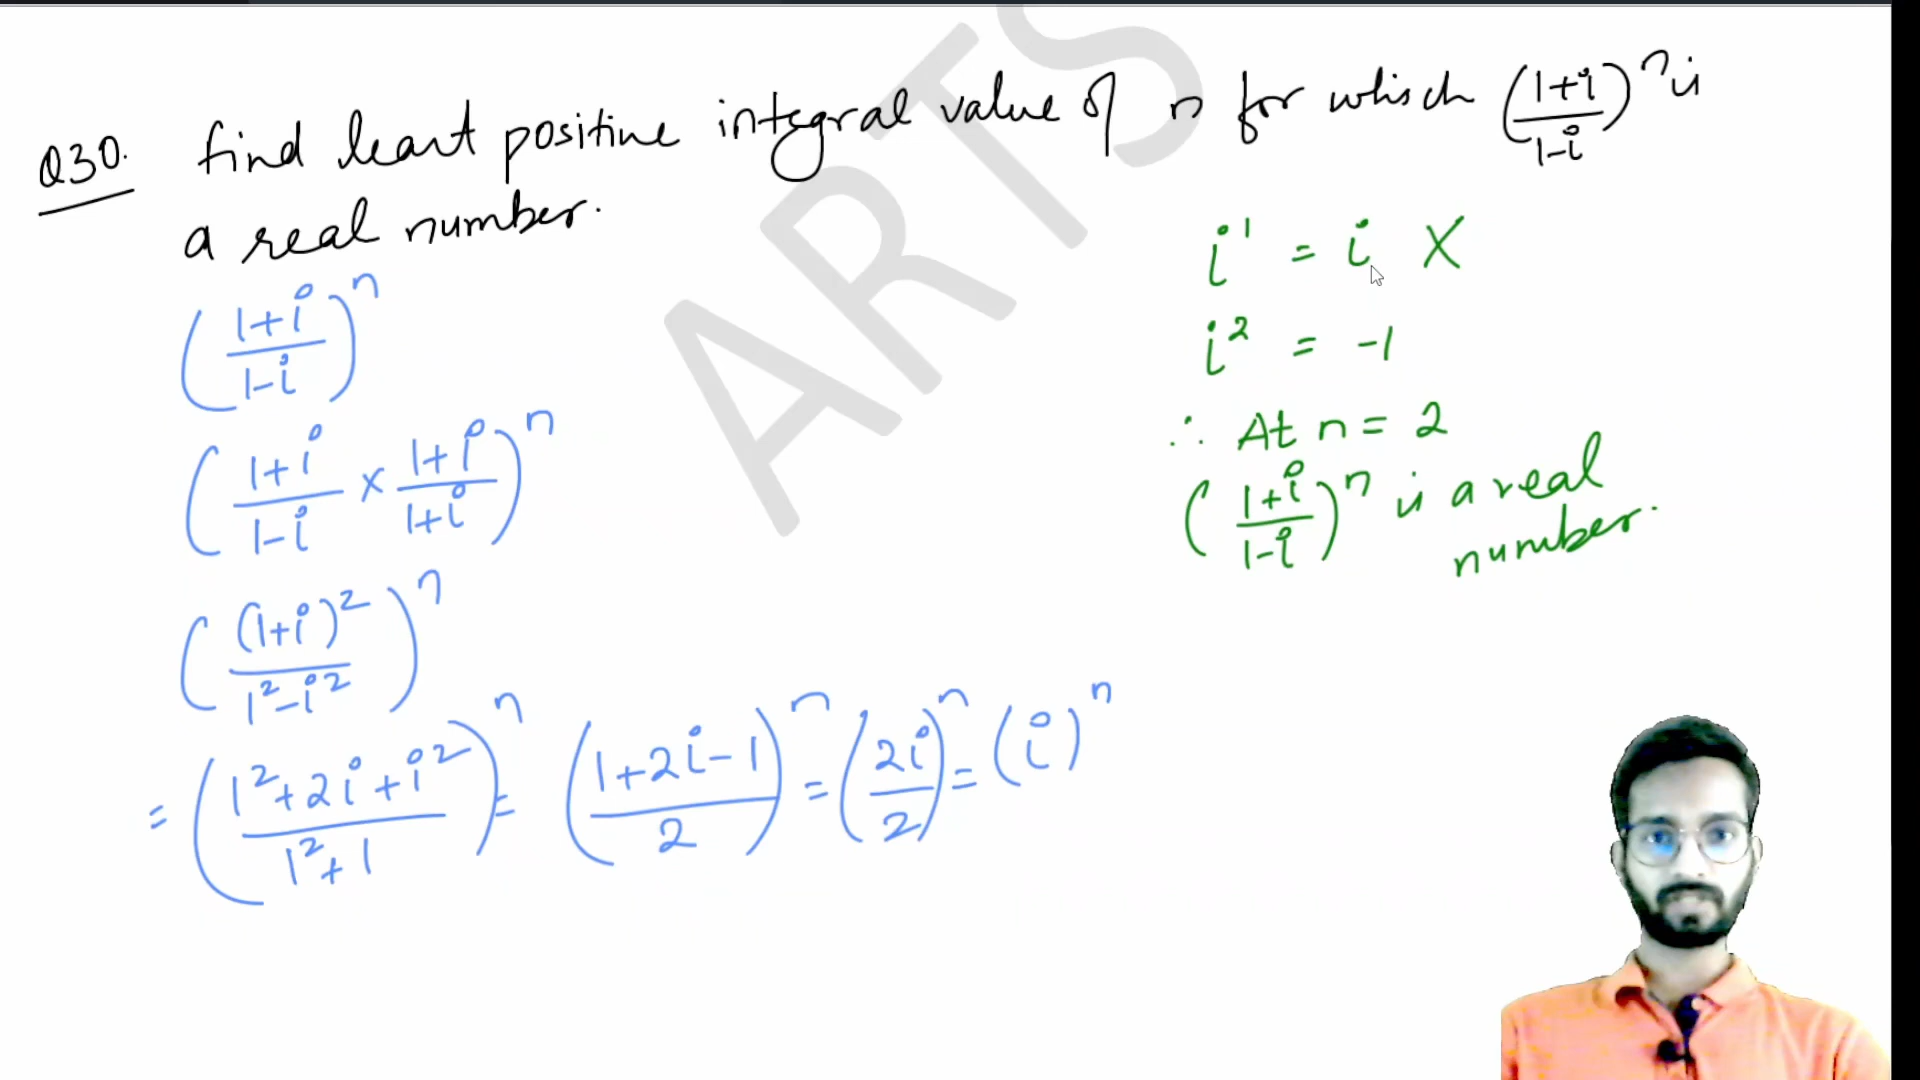 Q30. find least positive integral value of n for which ((1+i)/(1-i))^n is
a real number.
((1+i)/(1-i))^n
((1+i)/(1-i) × (1+i)/(1+i))^n
((1+i)^2/(1^2-i^2))^n
= ((1^2+2i+i^2)/(1^2+1))^n = ((1+2i-1)/2)^n = (2i/2)^n = (i)^n
i^1 = i X
i^2 = -1
∴ At n = 2
((1+i)/(1-i))^n is a real
number.
ARTS